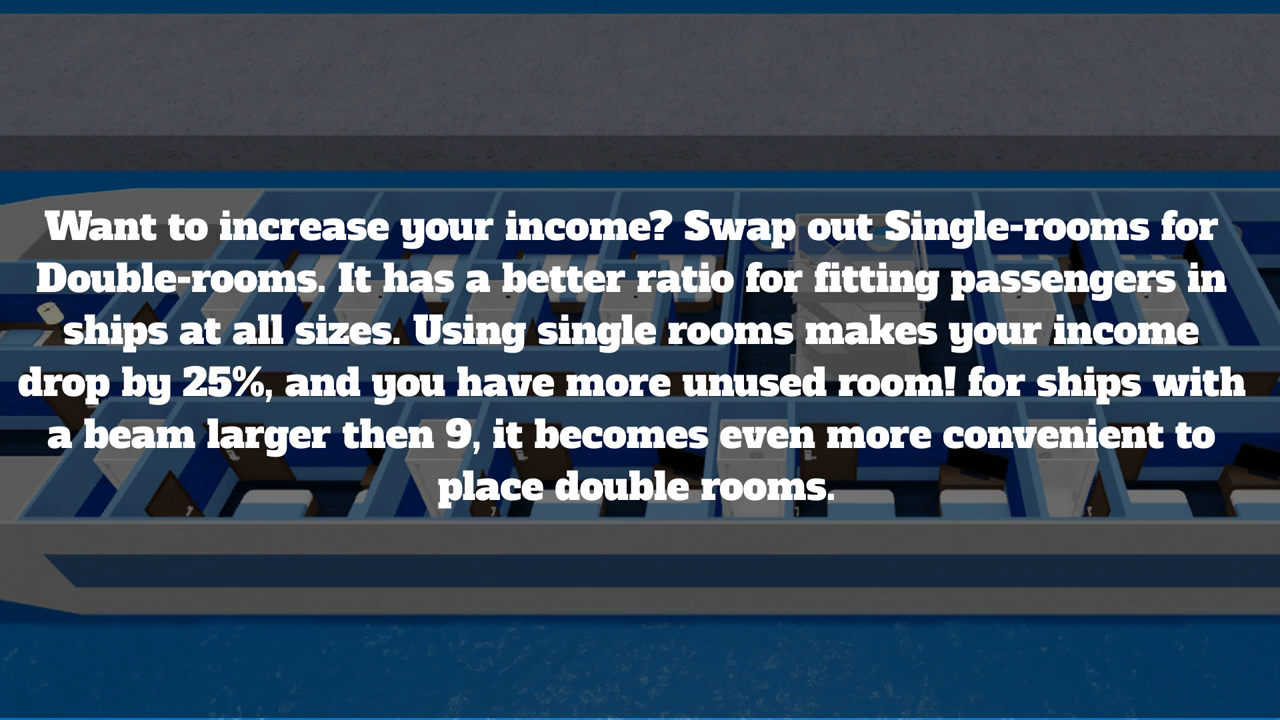 Want to increase your income? Swap out Single-rooms for
Double-rooms. It has a better ratio for fitting passengers in
ships at all sizes. Using single rooms makes your income
drop by 25%, and you have more unused room! for ships with
a beam larger then 9, it becomes even more convenient to
place double rooms.